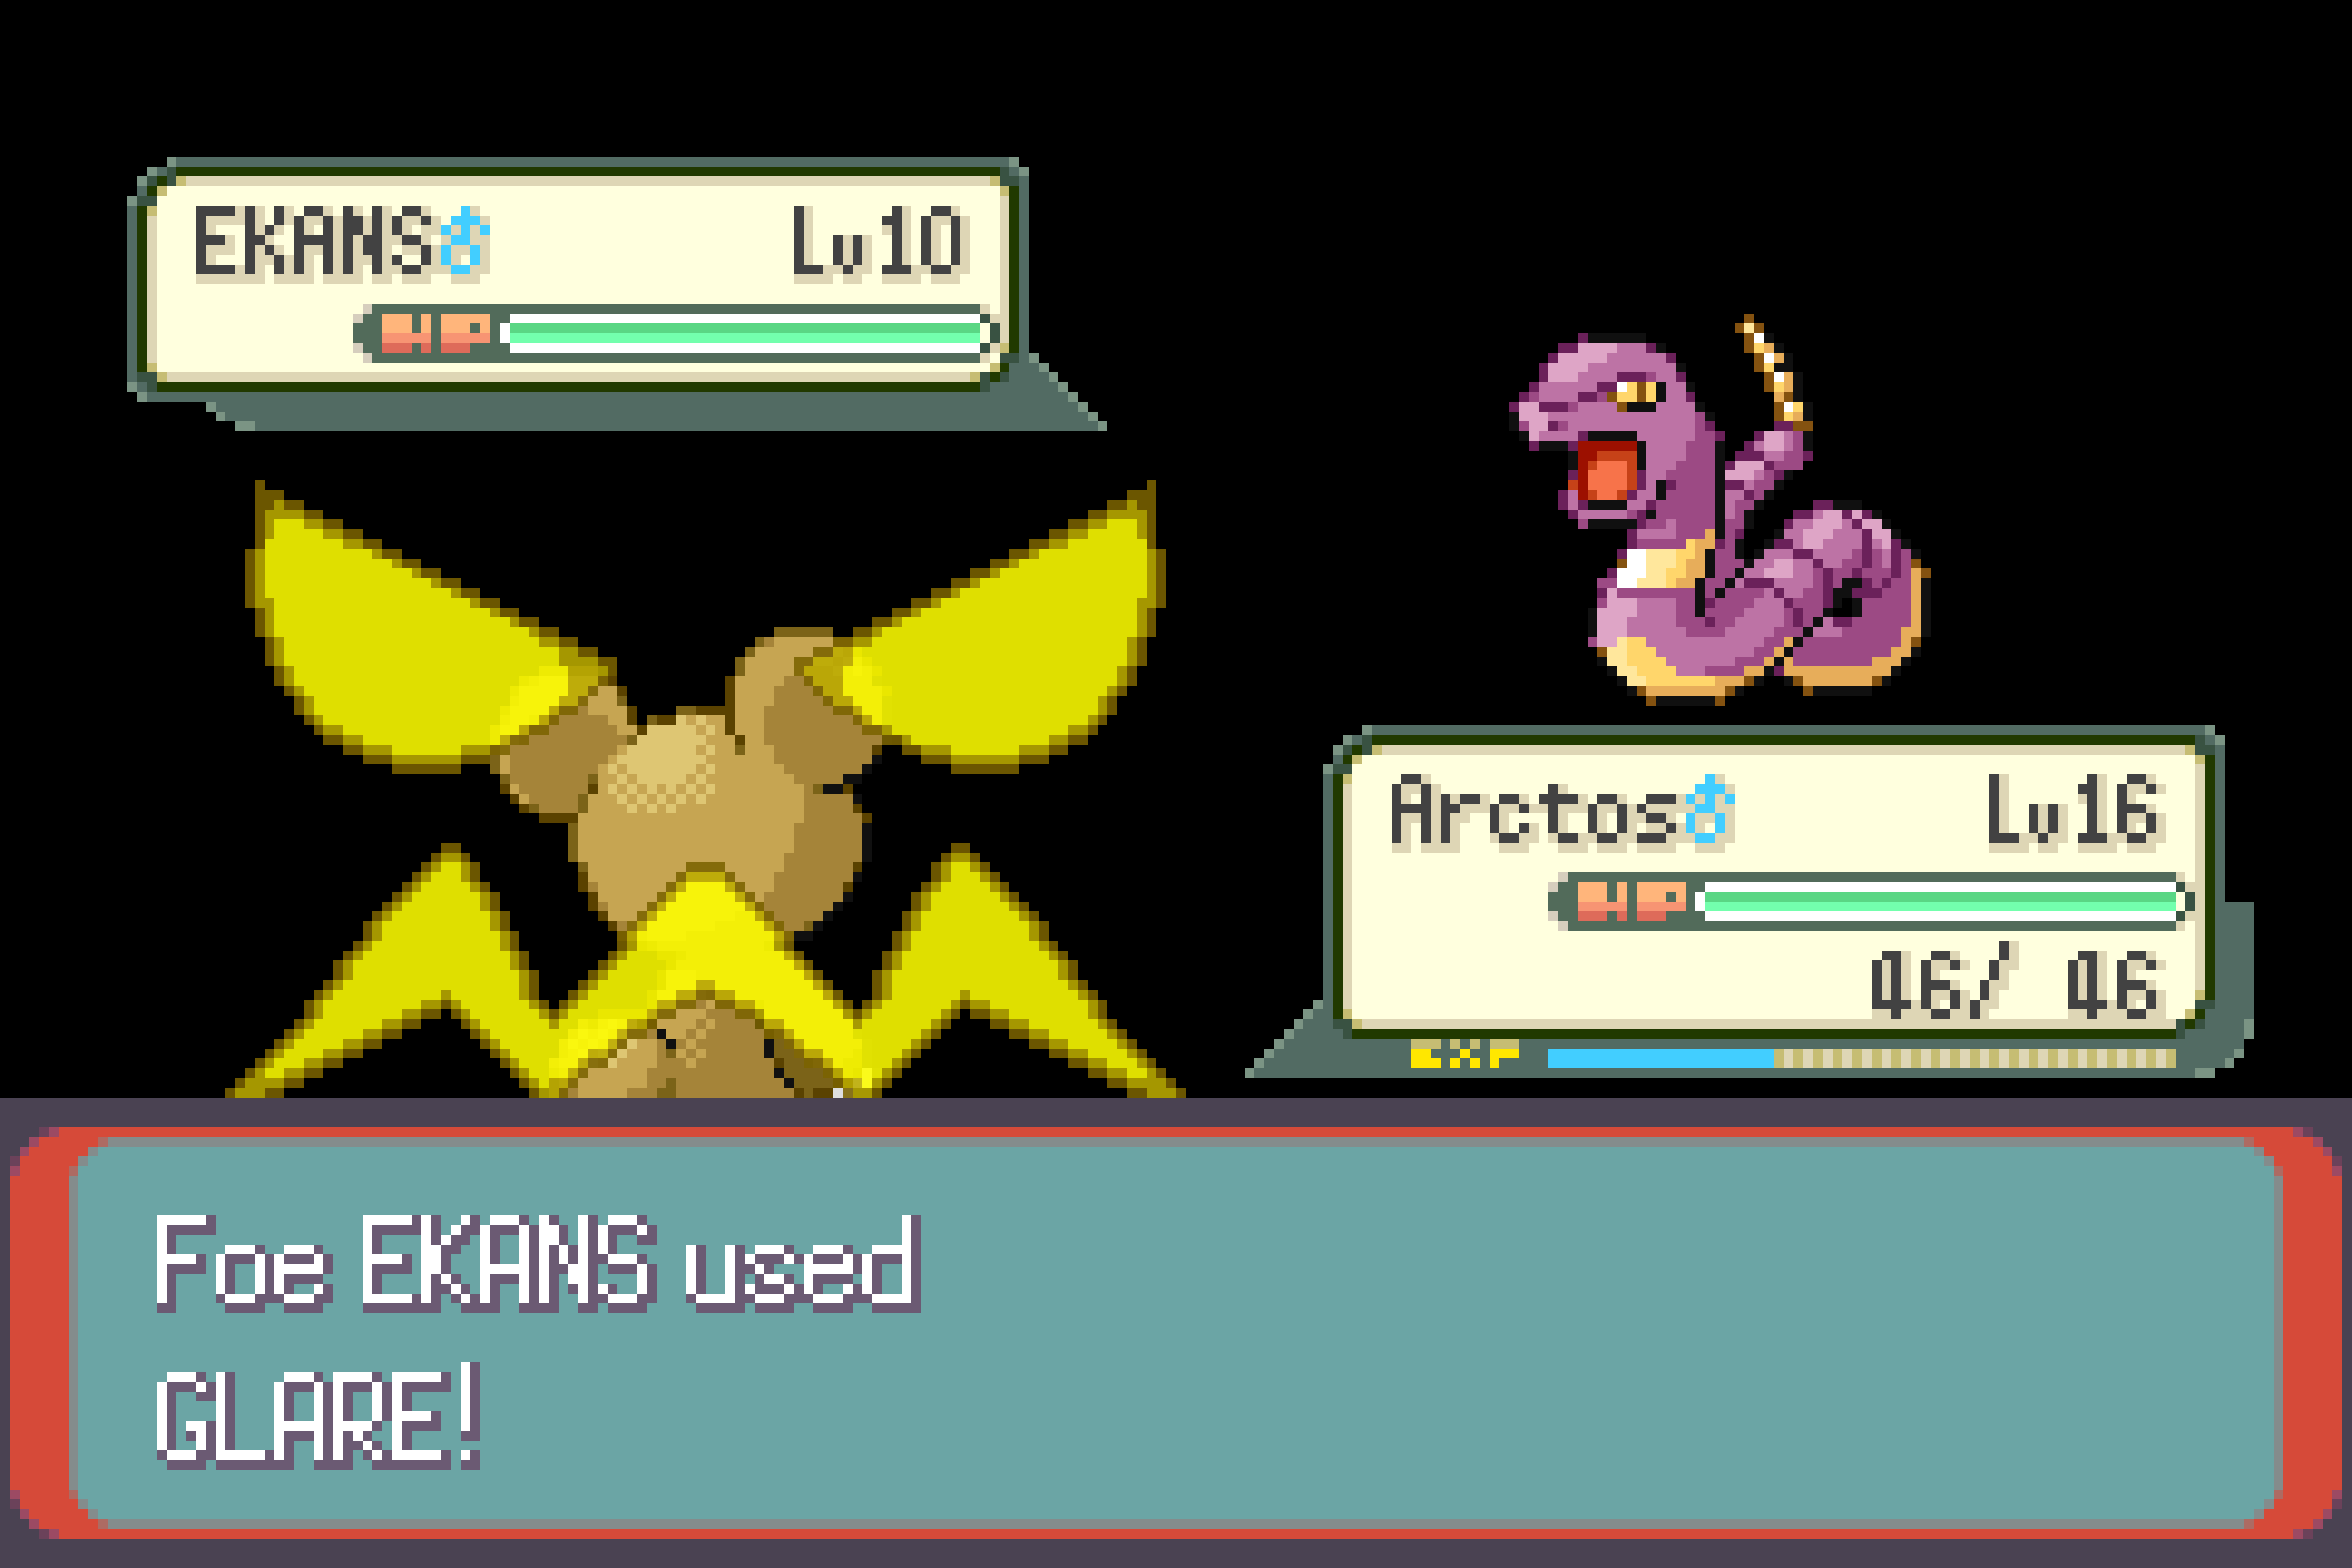 EKANS♂ Lv10
HP
Arctos♂ Lv16
HP
46/ 46
EXP
Foe EKANS used
GLARE!